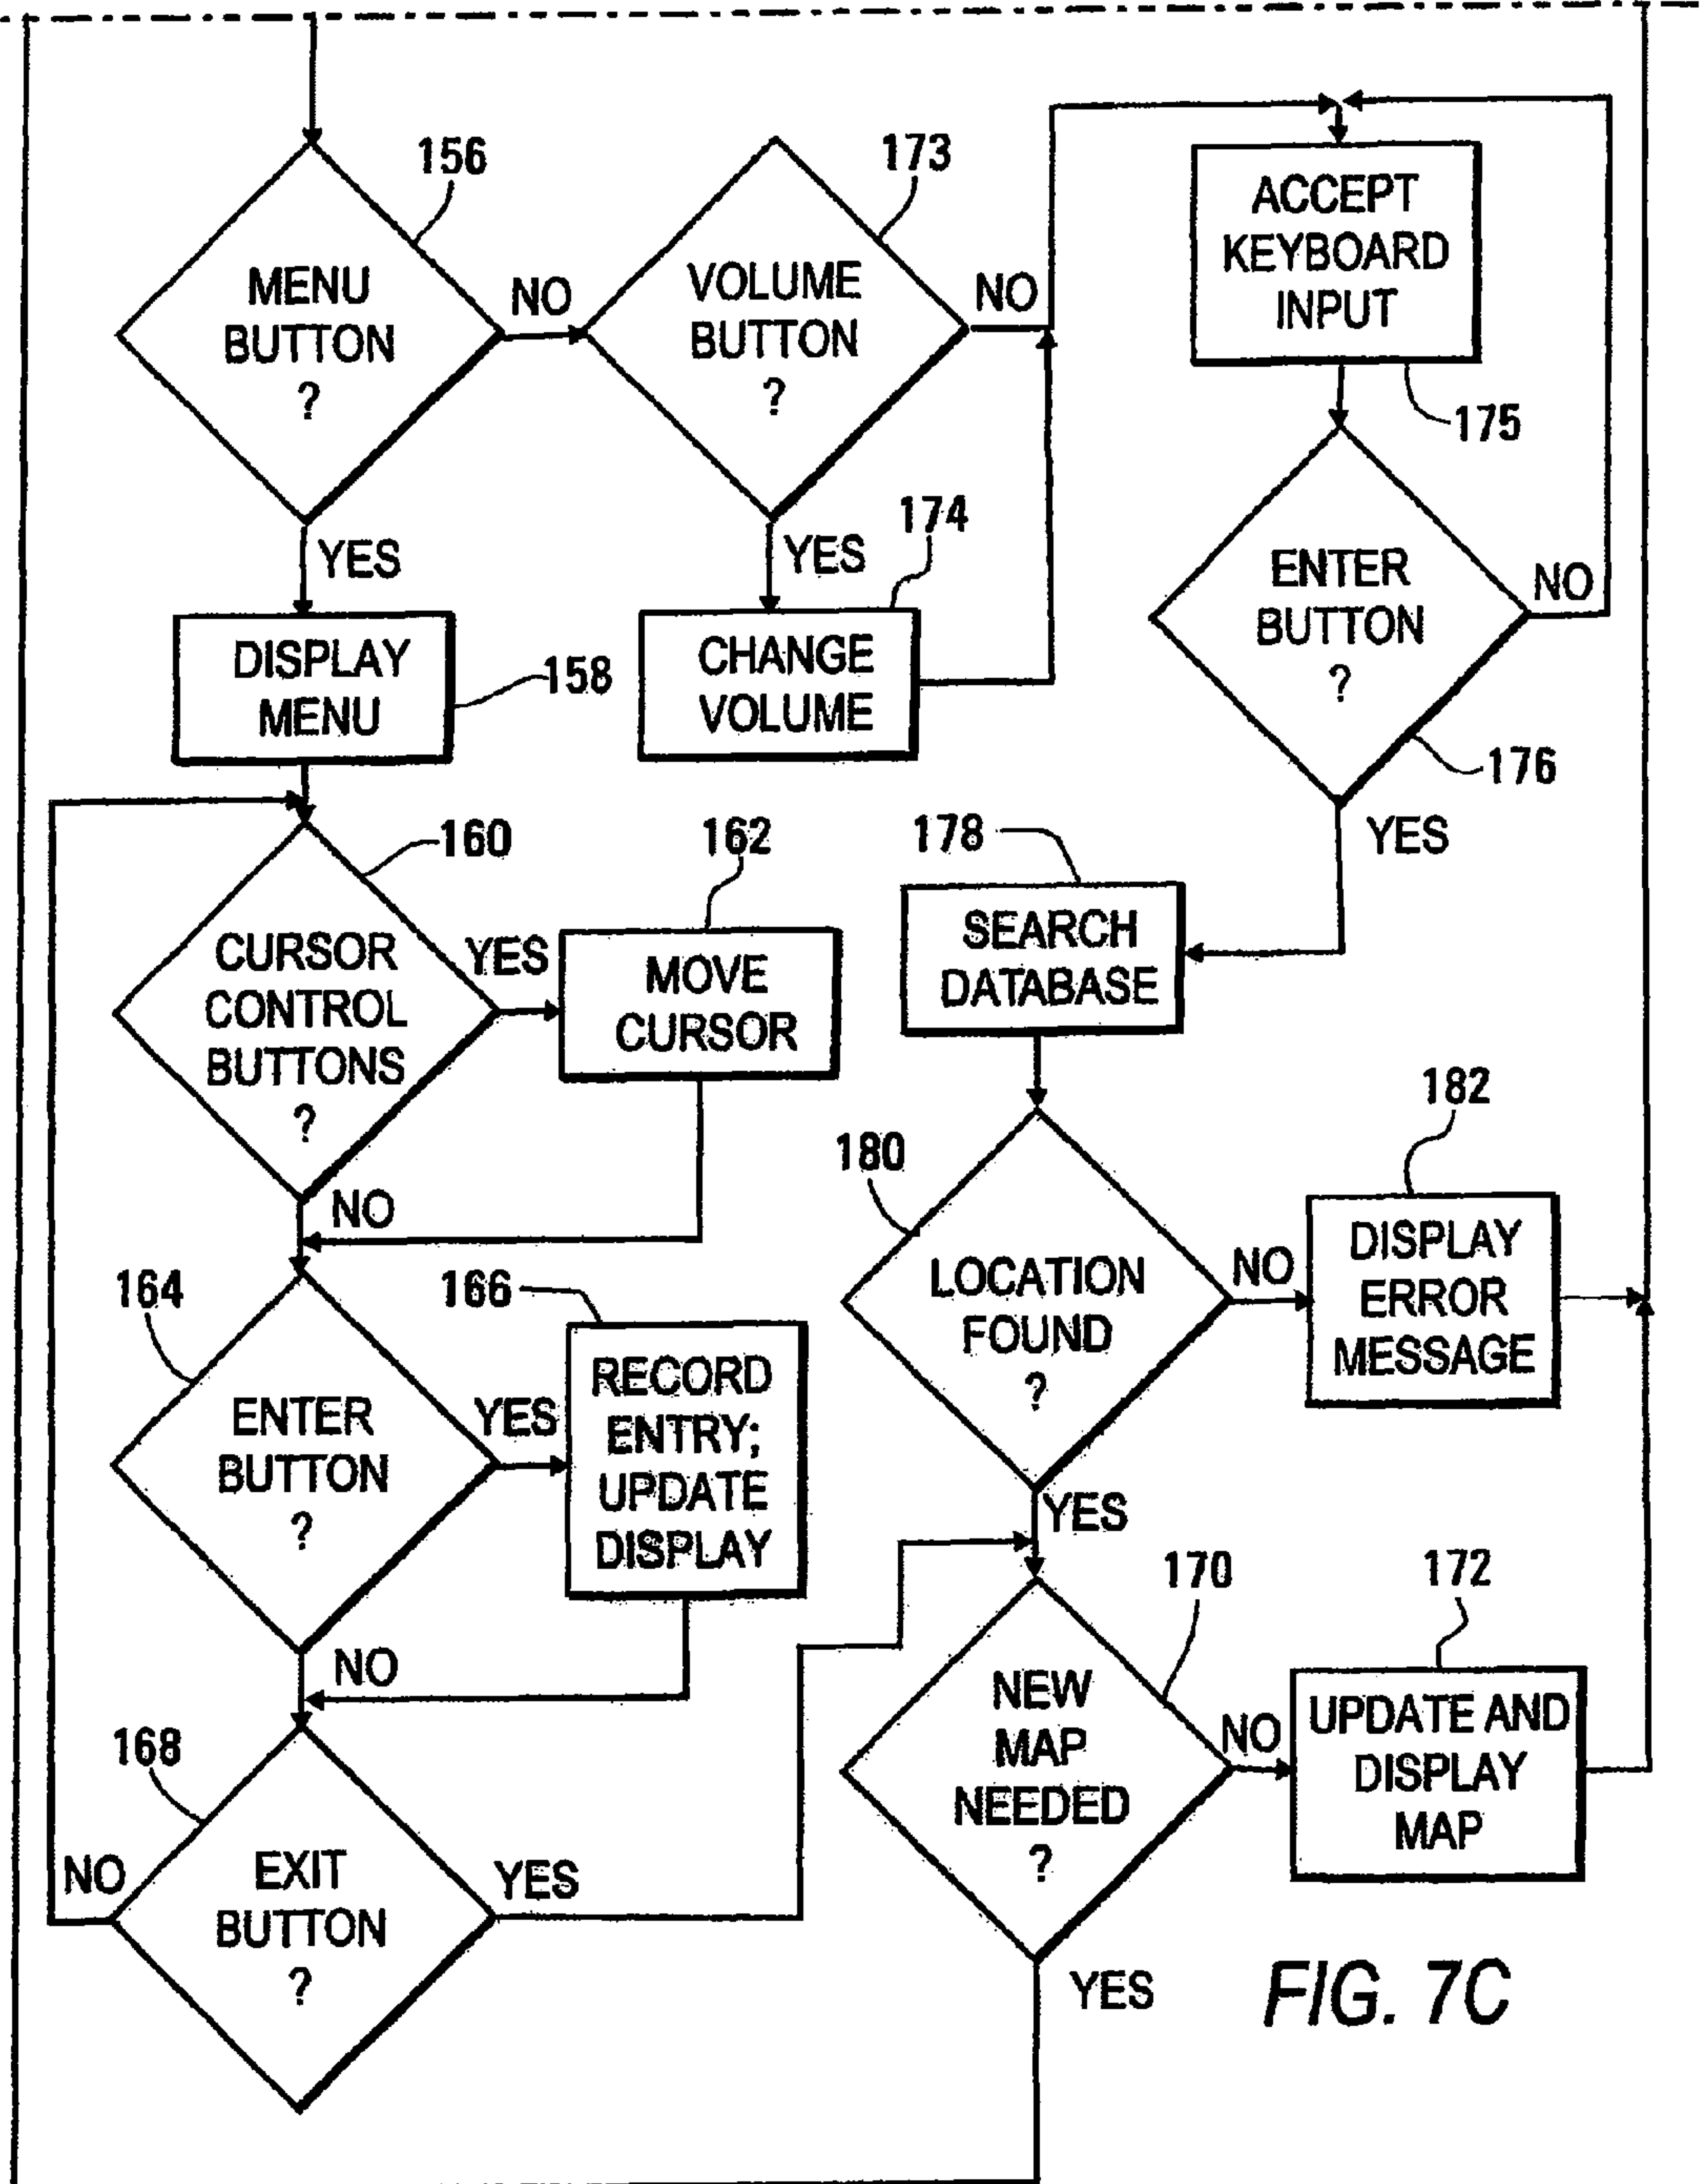 156
MENU
BUTTON
?
NO
YES
173
VOLUME
BUTTON
?
NO
YES
ACCEPT
KEYBOARD
INPUT
175
DISPLAY
MENU
158
174
CHANGE
VOLUME
ENTER
BUTTON
?
NO
176
YES
160
CURSOR
CONTROL
BUTTONS
?
YES
NO
162
MOVE
CURSOR
178
SEARCH
DATABASE
180
LOCATION
FOUND
?
NO
YES
182
DISPLAY
ERROR
MESSAGE
164
ENTER
BUTTON
?
YES
NO
166
RECORD
ENTRY;
UPDATE
DISPLAY
170
NEW
MAP
NEEDED
?
NO
YES
172
UPDATE AND
DISPLAY
MAP
168
EXIT
BUTTON
?
NO
YES
FIG. 7C